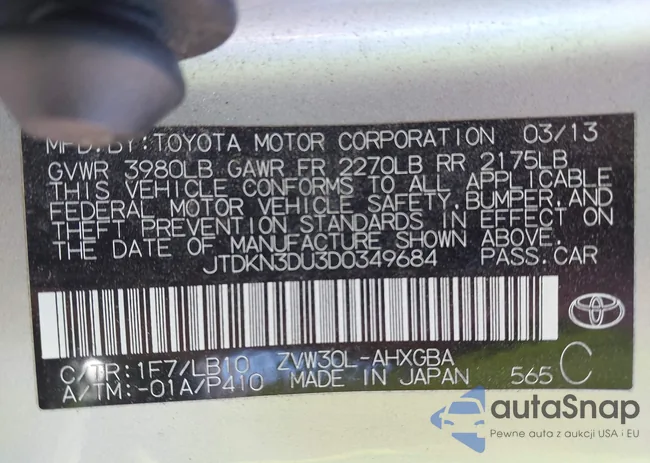 MFD. BY: TOYOTA MOTOR CORPORATION 03/13
GVWR 3980LB GAWR FR 2270LB RR 2175LB
THIS VEHICLE CONFORMS TO ALL APPLICABLE
FEDERAL MOTOR VEHICLE SAFETY, BUMPER, AND
THEFT PREVENTION STANDARDS IN EFFECT ON
THE DATE OF MANUFACTURE SHOWN ABOVE.
JTDKN3DU3D0349684 PASS.CAR
C/TR: 1F7/LB10 ZVW30L-AHXGBA
A/TM: -01A/P410 MADE IN JAPAN 565 C
autaSnap
Pewne auta z aukcji USA i EU